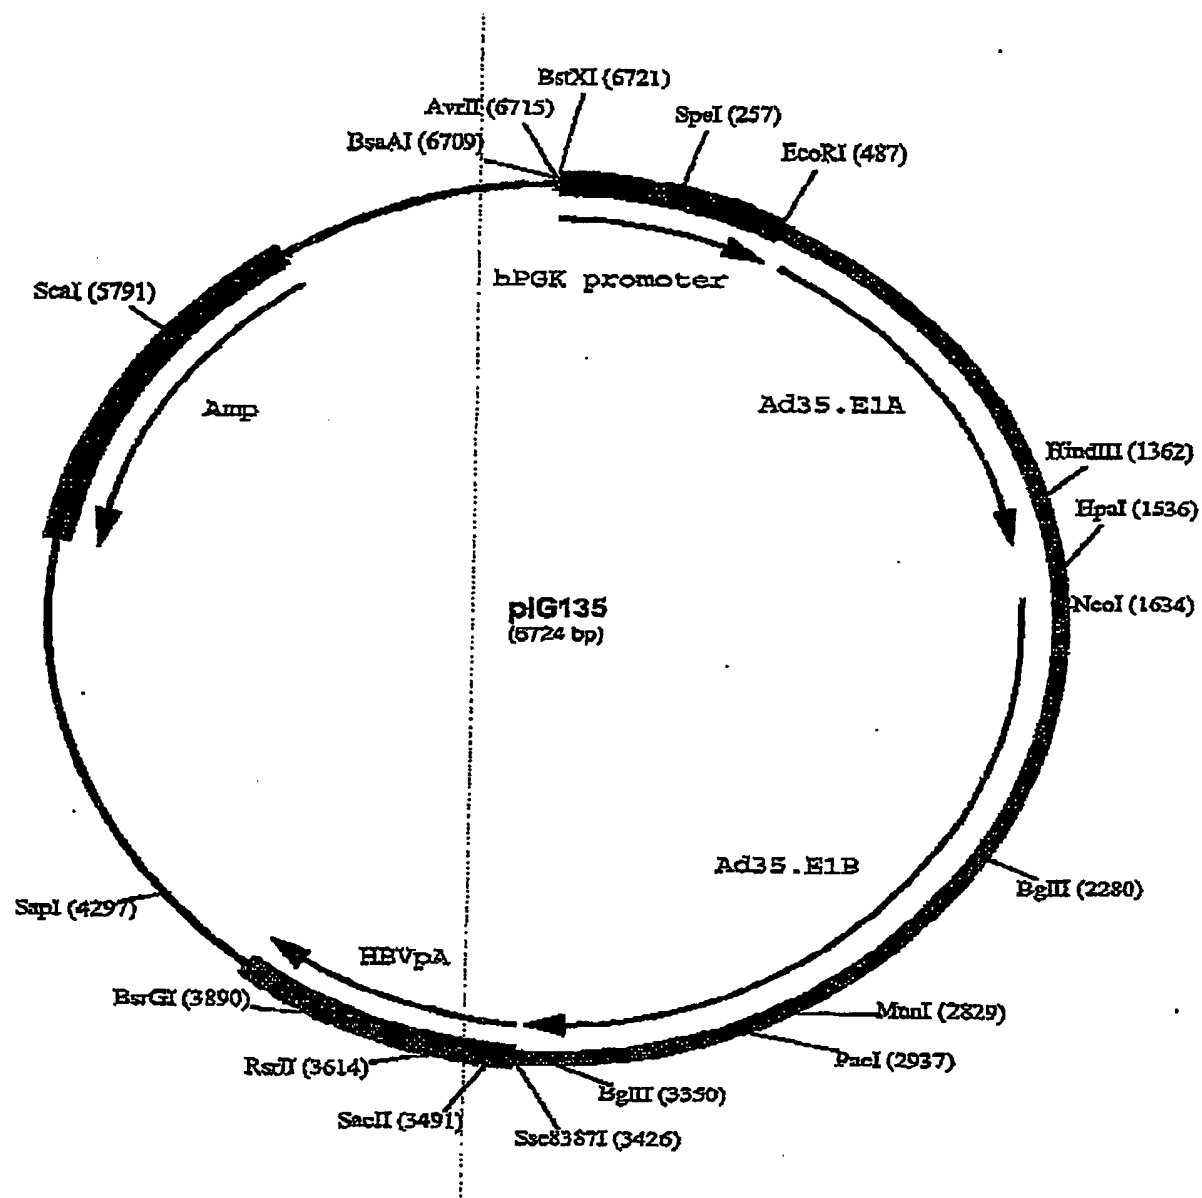 BstXI (6721)
AvrII (6715)
SpeI (257)
BsaAI (6709)
EcoRI (487)
hPGK promoter
ScaI (5791)
Amp
Ad35.E1A
HindIII (1362)
HpaI (1536)
NcoI (1634)
pIG135
(6724 bp)
Ad35.E1B
BglII (2280)
SapI (4297)
HBVpA
BsrGI (3890)
MunI (2829)
PacI (2937)
RsrII (3614)
BglII (3350)
SacII (3491)
Sse8387I (3426)